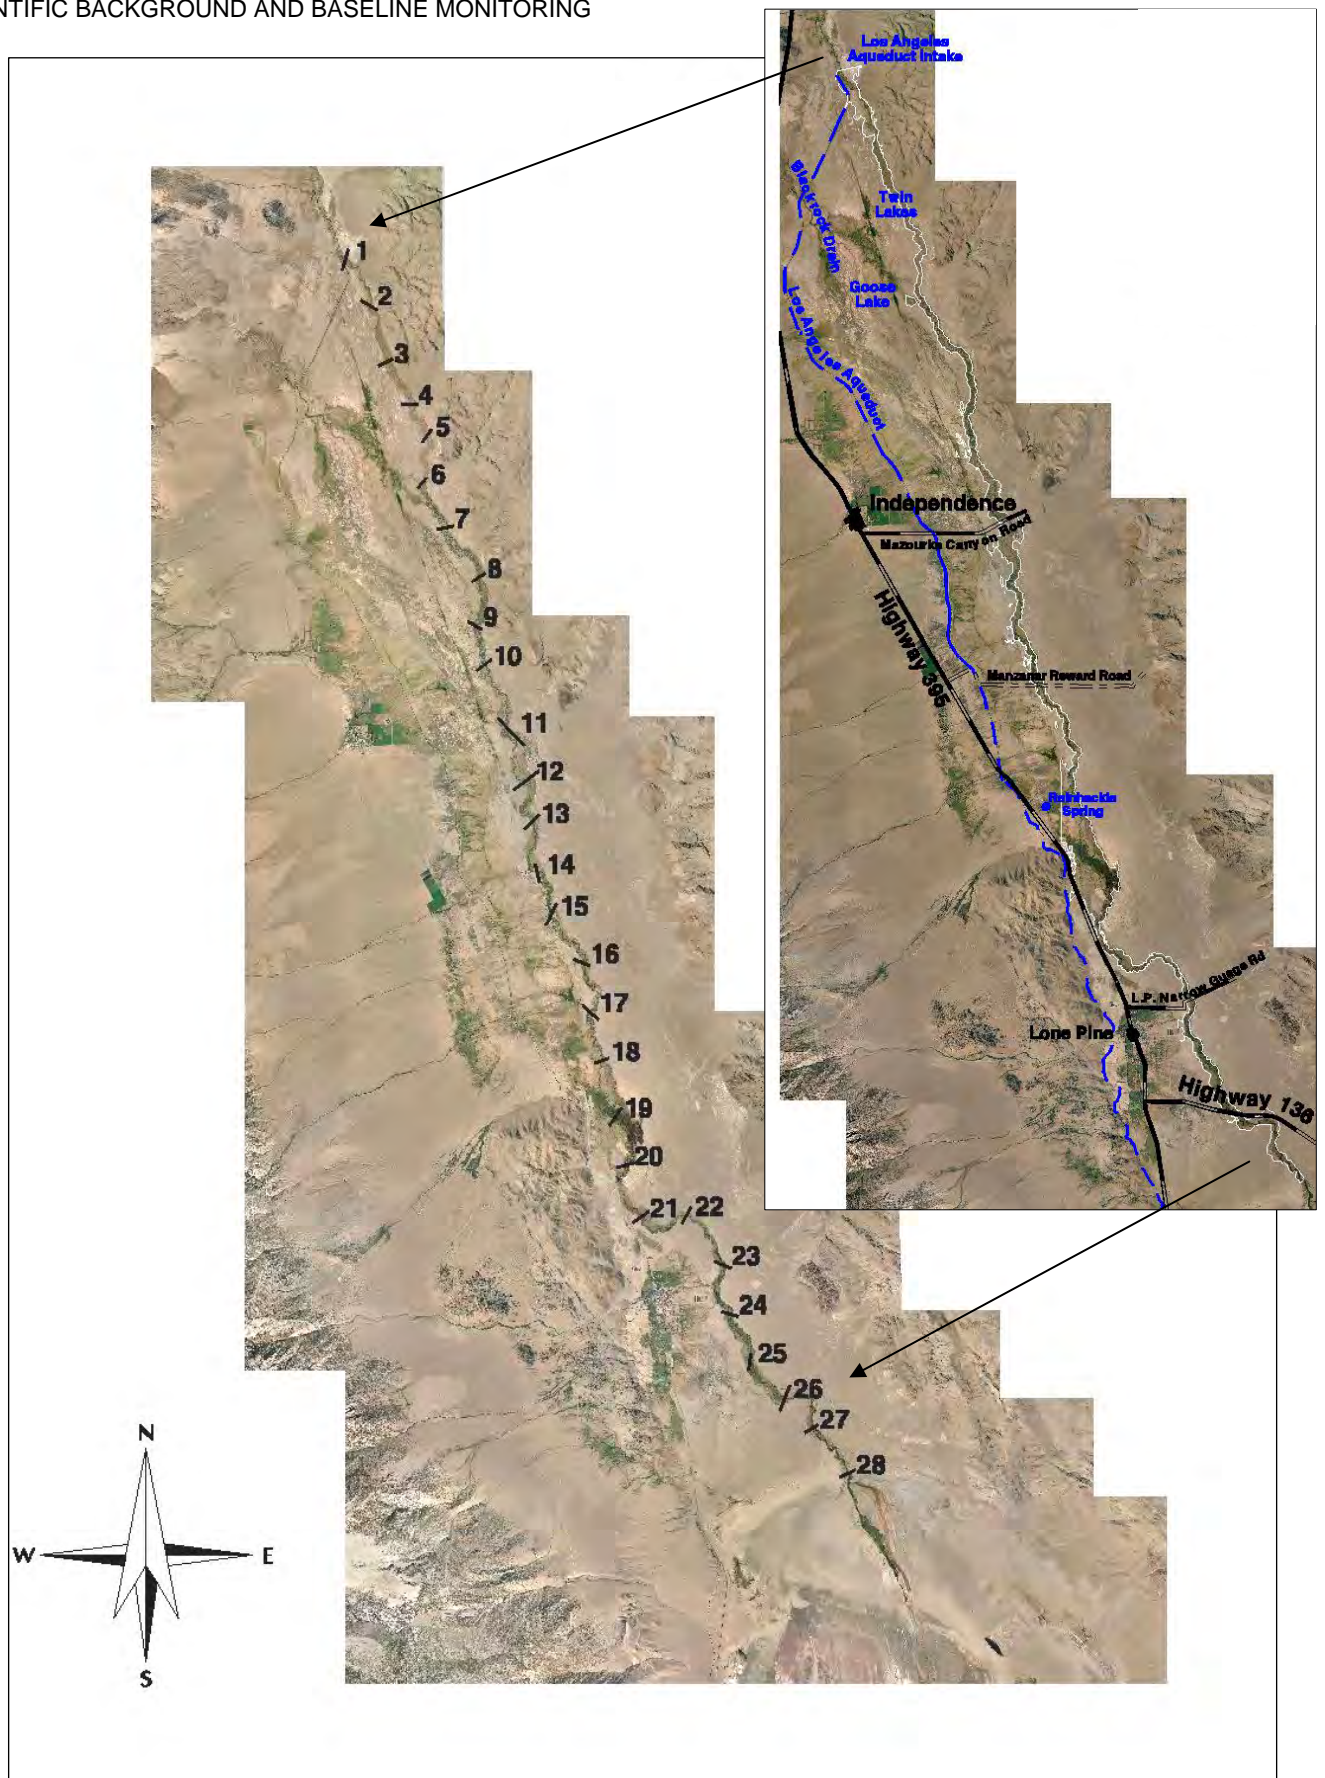 NTIFIC BACKGROUND AND BASELINE MONITORING
Los Angeles
Aqueduct Intake
Blackrock Drain
Twin
Lakes
Goose
Lake
Los Angeles Aqueduct
Independence
Mazourka Canyon Road
Highway 395
Manzanar Reward Road
Reinhackle
Spring
L.P. Narrow Guage Rd
Lone Pine
Highway 136
1
2
3
4
5
6
7
8
9
10
11
12
13
14
15
16
17
18
19
20
21
22
23
24
25
26
27
28
N
W
E
S